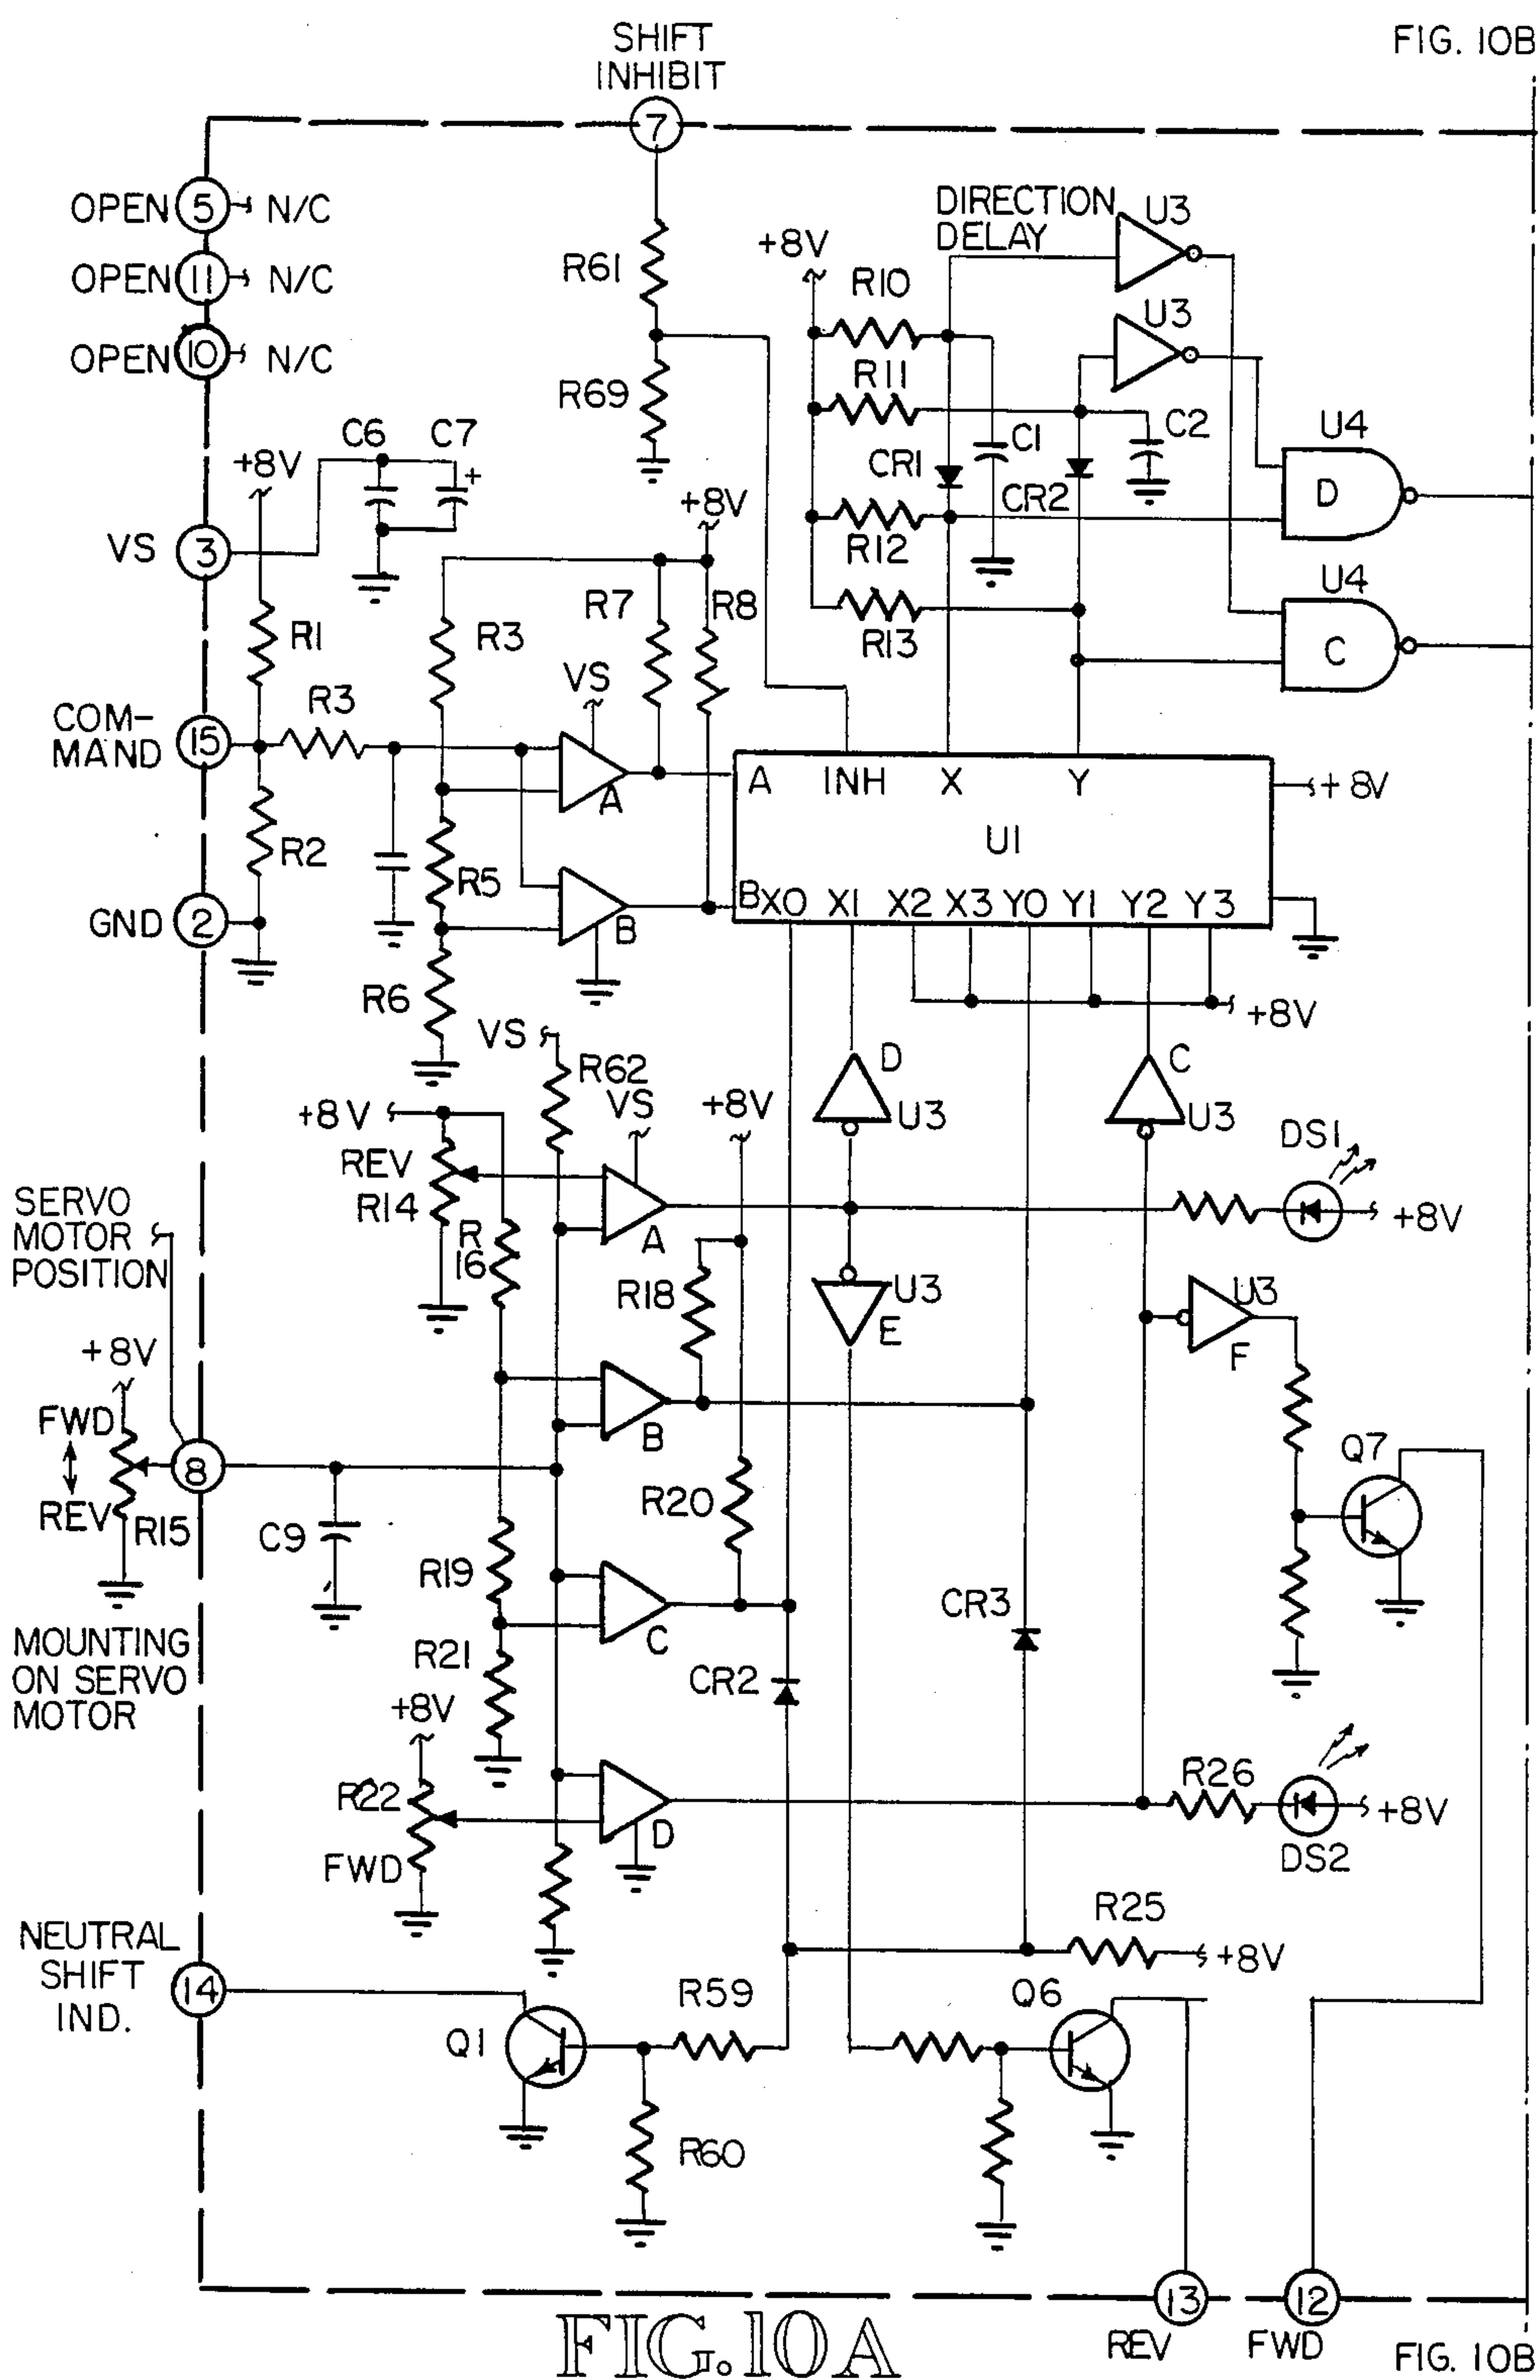 FIG. 10B
SHIFT
INHIBIT
7
OPEN 5 N/C
OPEN 11 N/C
OPEN 10 N/C
DIRECTION
DELAY
U3
+8V
R10
R61
U3
R11
R69
C1
C2
U4
CR1
CR2
D
C6
C7
+
+8V
+8V
R12
VS 3
R7
R8
R13
U4
C
R1
R3
VS
R3
COM-
MAND
15
A
A INH X Y
+8V
U1
R2
R5
B
B X0 X1 X2 X3 Y0 Y1 Y2 Y3
GND 2
R6
+8V
VS
R62
D
U3
C
U3
+8V
VS
+8V
DS1
REV
R14
A
+8V
SERVO
MOTOR
POSITION
R
16
R18
U3
E
U3
F
+8V
FWD
REV
R15
8
B
Q7
R20
C9
R19
C
CR3
MOUNTING
ON SERVO
MOTOR
R21
CR2
+8V
R22
FWD
D
R26
+8V
DS2
NEUTRAL
SHIFT
IND.
14
R25
+8V
R59
Q6
Q1
R60
13
REV
12
FWD
FIG. 10A
FIG. 10B